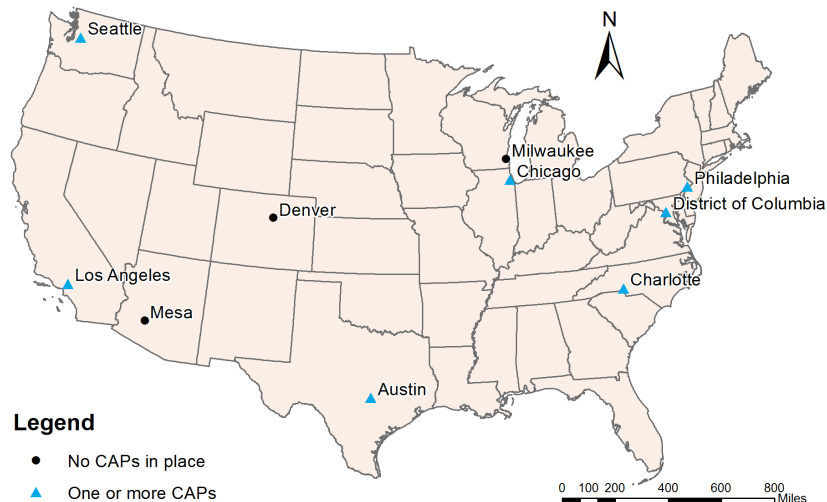 Seattle
N
Milwaukee
Chicago
Philadelphia
Denver
District of Columbia
Los Angeles
Charlotte
Mesa
Austin
Legend
No CAPs in place
One or more CAPs
0 100 200 400 600 800
Miles